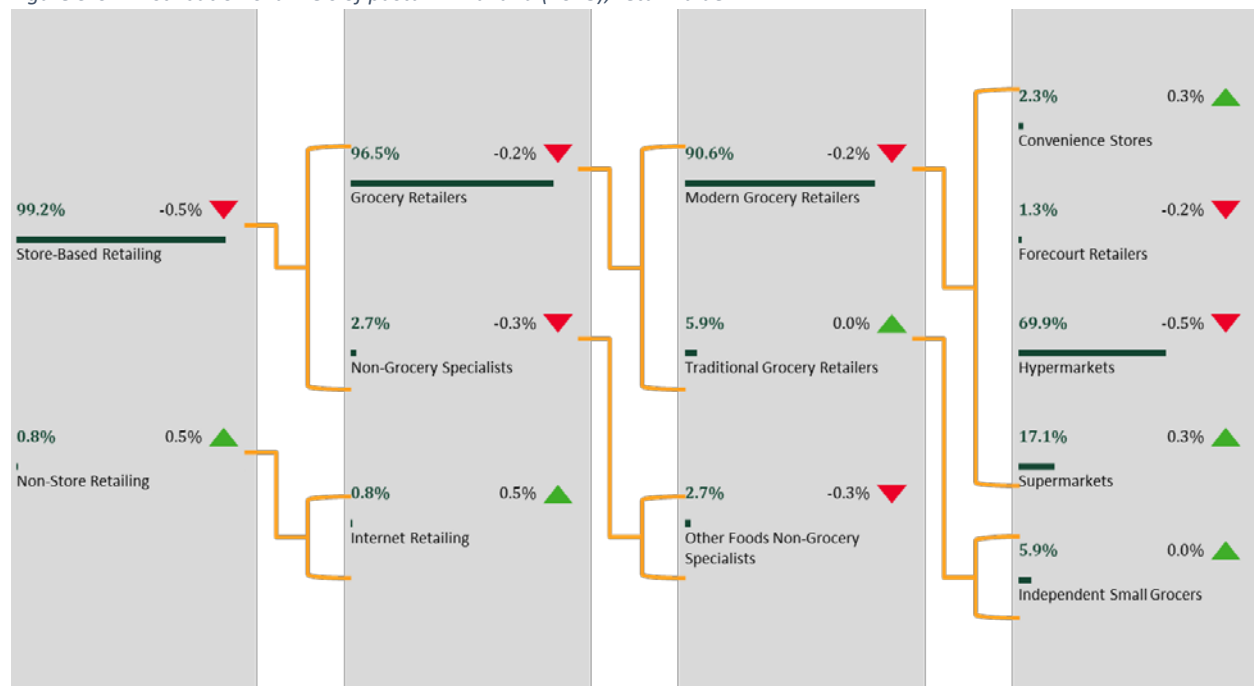 99.2% -0.5%
Store-Based Retailing
0.8% 0.5%
Non-Store Retailing
96.5% -0.2%
Grocery Retailers
2.7% -0.3%
Non-Grocery Specialists
0.8% 0.5%
Internet Retailing
90.6% -0.2%
Modern Grocery Retailers
5.9% 0.0%
Traditional Grocery Retailers
2.7% -0.3%
Other Foods Non-Grocery
Specialists
2.3% 0.3%
Convenience Stores
1.3% -0.2%
Forecourt Retailers
69.9% -0.5%
Hypermarkets
17.1% 0.3%
Supermarkets
5.9% 0.0%
Independent Small Grocers